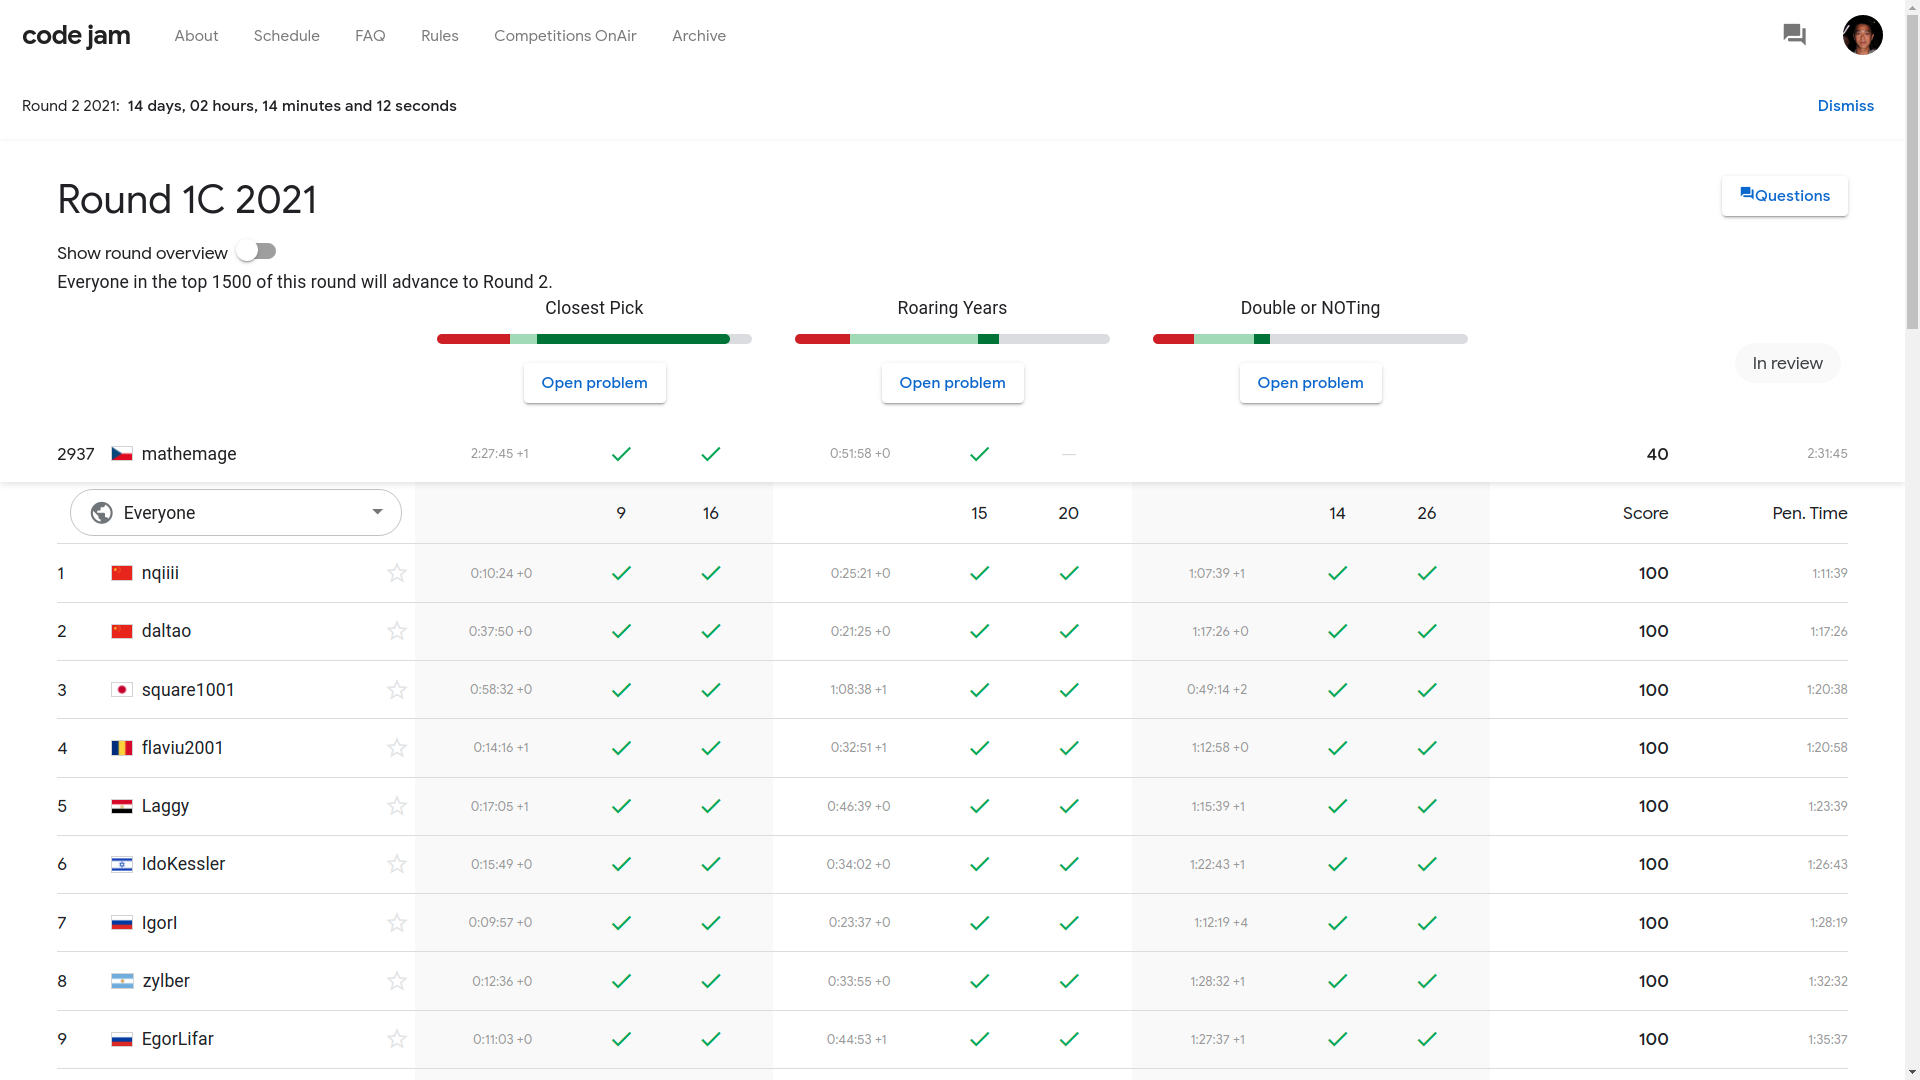 code jam About Schedule FAQ Rules Competitions OnAir Archive
Round 2 2021: 14 days, 02 hours, 14 minutes and 12 seconds Dismiss
Round 1C 2021 Questions
Show round overview
Everyone in the top 1500 of this round will advance to Round 2.
Closest Pick Roaring Years Double or NOTing
In review
Open problem Open problem Open problem
2937 mathemage 2:27:45 +1 0:51:58 +0 — 40 2:31:45
Everyone 9 16 15 20 14 26 Score Pen. Time
1 nqiiii 0:10:24 +0 0:25:21 +0 1:07:39 +1 100 1:11:39
2 daltao 0:37:50 +0 0:21:25 +0 1:17:26 +0 100 1:17:26
3 square1001 0:58:32 +0 1:08:38 +1 0:49:14 +2 100 1:20:38
4 flaviu2001 0:14:16 +1 0:32:51 +1 1:12:58 +0 100 1:20:58
5 Laggy 0:17:05 +1 0:46:39 +0 1:15:39 +1 100 1:23:39
6 IdoKessler 0:15:49 +0 0:34:02 +0 1:22:43 +1 100 1:26:43
7 IgorI 0:09:57 +0 0:23:37 +0 1:12:19 +4 100 1:28:19
8 zylber 0:12:36 +0 0:33:55 +0 1:28:32 +1 100 1:32:32
9 EgorLifar 0:11:03 +0 0:44:53 +1 1:27:37 +1 100 1:35:37